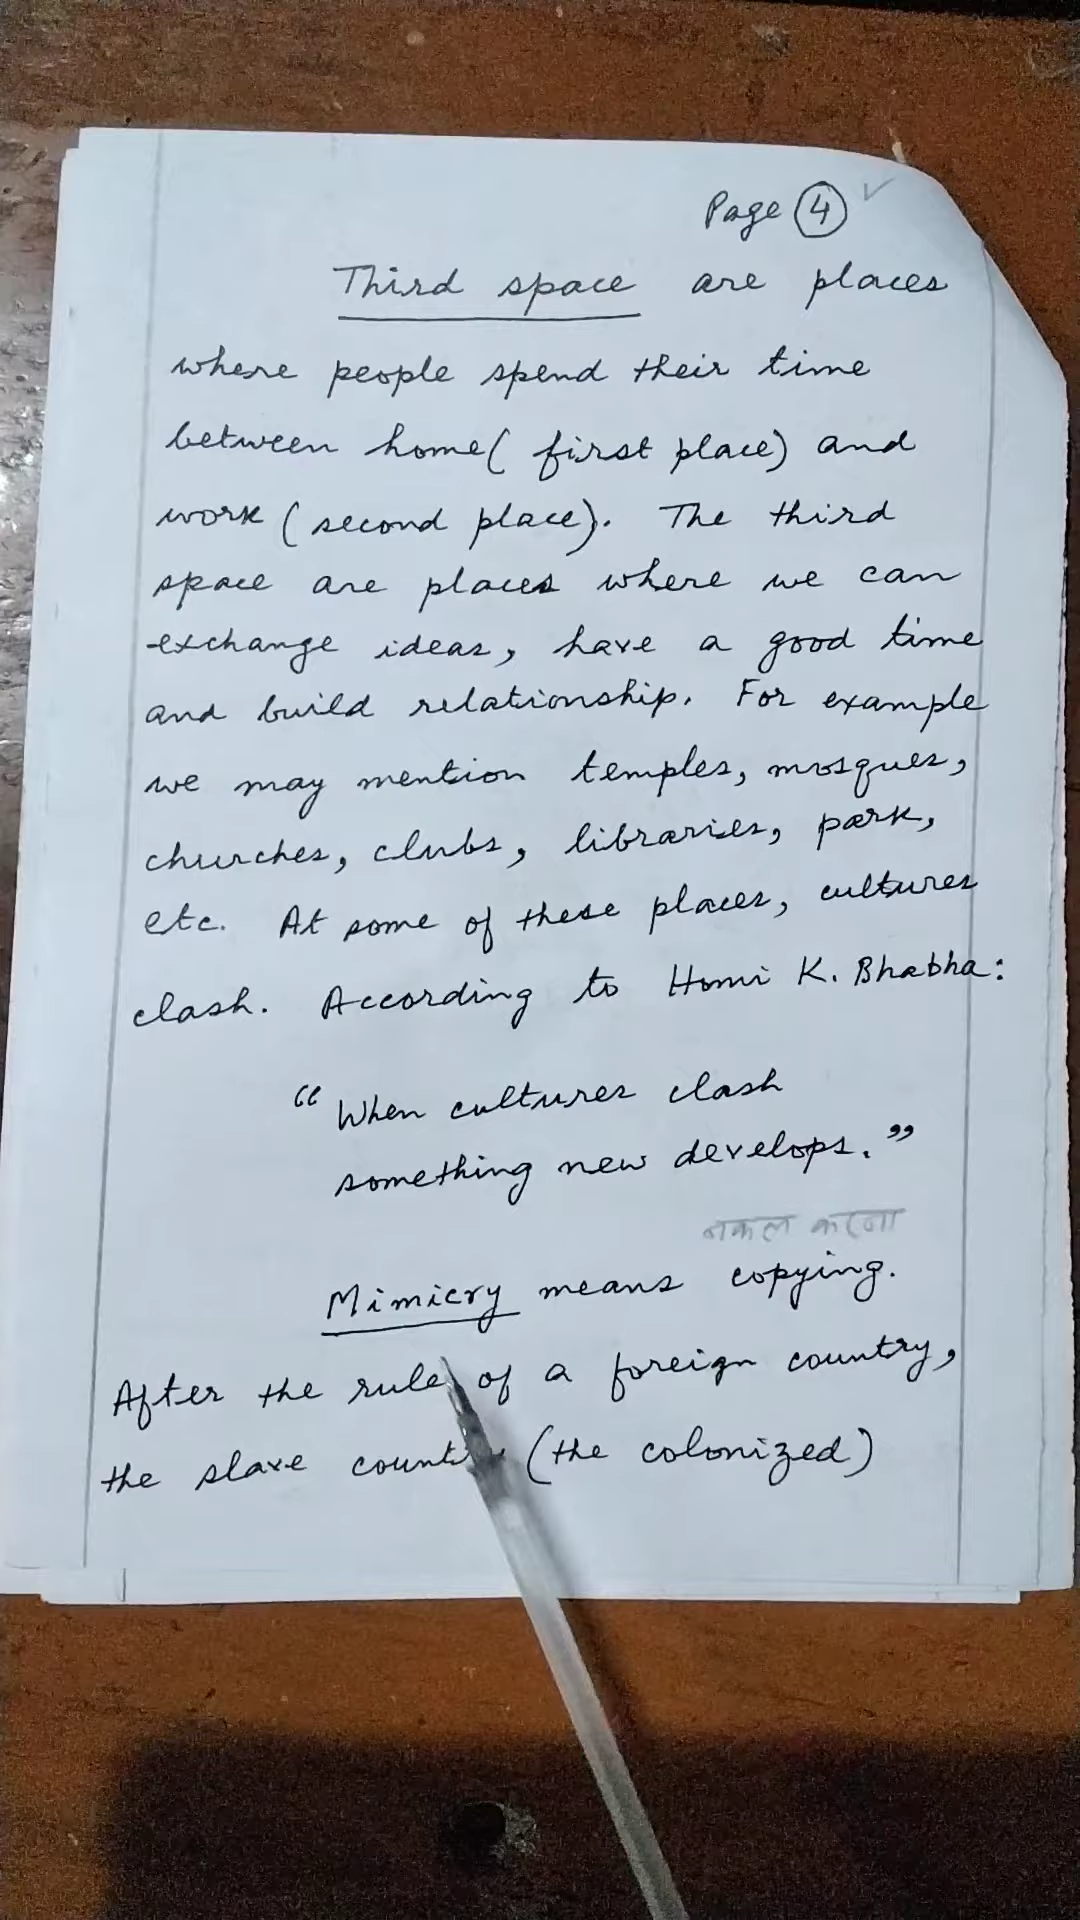 Page 4
Third space are places
where people spend their time
between home( first place) and
work (second place). The third
space are places where we can
exchange ideas, have a good time
and build relationship. For example
we may mention temples, mosques,
churches, clubs, libraries, park,
etc. At some of these places, cultures
clash. According to Homi K. Bhabha:
“When cultures clash
something new develops.”
नकल करना
Mimicry means copying.
After the rule of a foreign country,
the slave (the colonized)